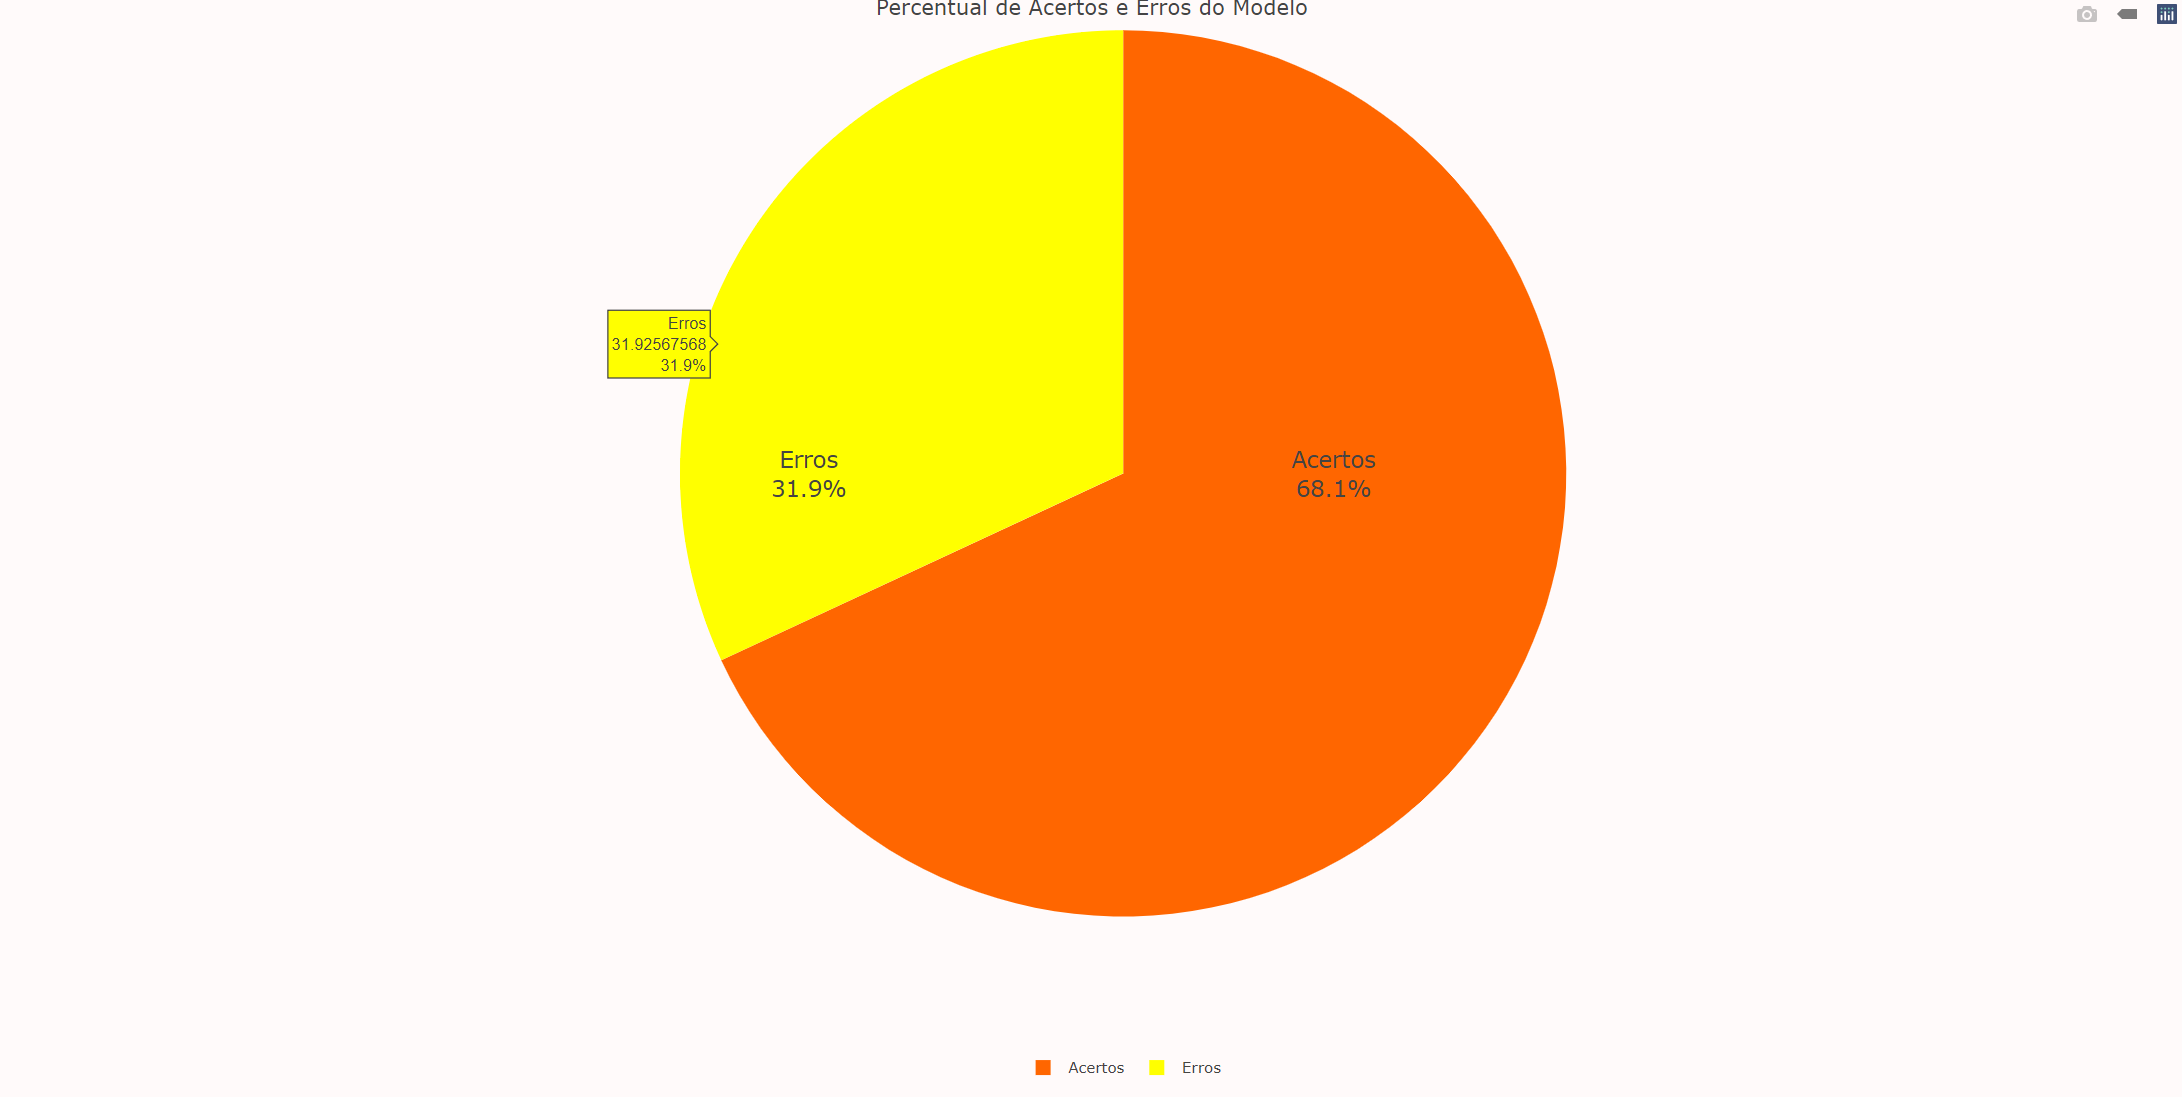 Percentual de Acertos e Erros do Modelo
Erros
31.92567568
31.9%
Erros
31.9%
Acertos
68.1%
Acertos
Erros